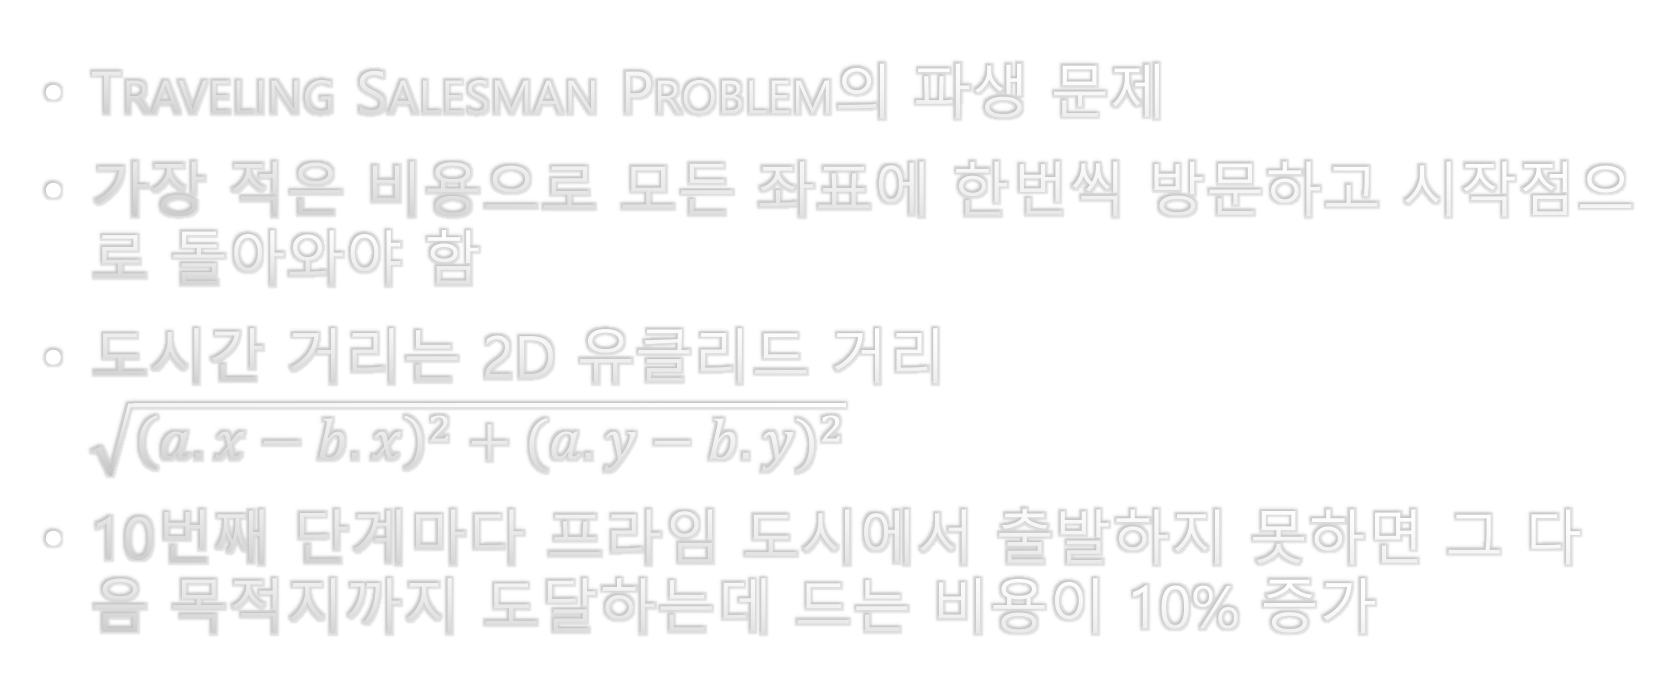 • TRAVELING SALESMAN PROBLEM의 파생 문제
• 가장 적은 비용으로 모든 좌표에 한번씩 방문하고 시작점으
로 돌아와야 함
• 도시간 거리는 2D 유클리드 거리
√((a.x − b.x)² + (a.y − b.y)²)
• 10번째 단계마다 프라임 도시에서 출발하지 못하면 그 다
음 목적지까지 도달하는데 드는 비용이 10% 증가